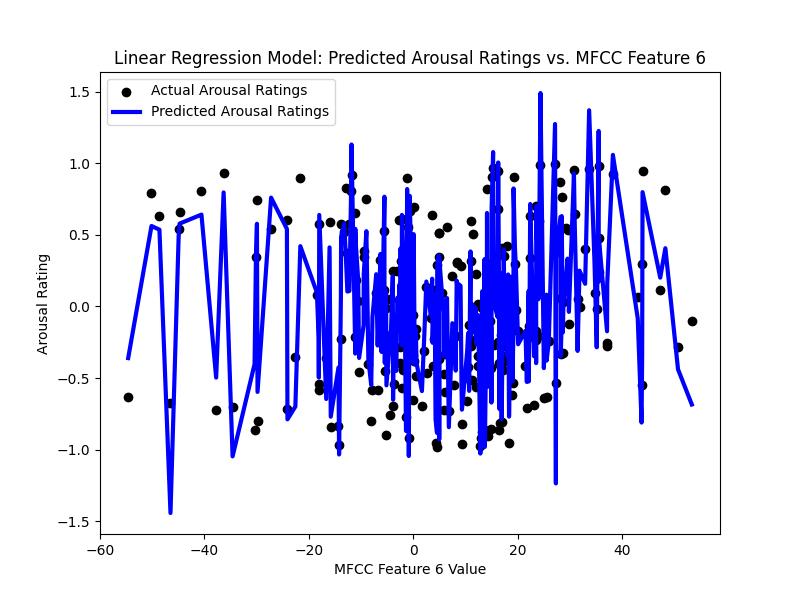 Linear Regression Model: Predicted Arousal Ratings vs. MFCC Feature 6
Actual Arousal Ratings
Predicted Arousal Ratings
1.5
1.0
0.5
0.0
−0.5
−1.0
−1.5
Arousal Rating
−60
−40
−20
0
20
40
MFCC Feature 6 Value